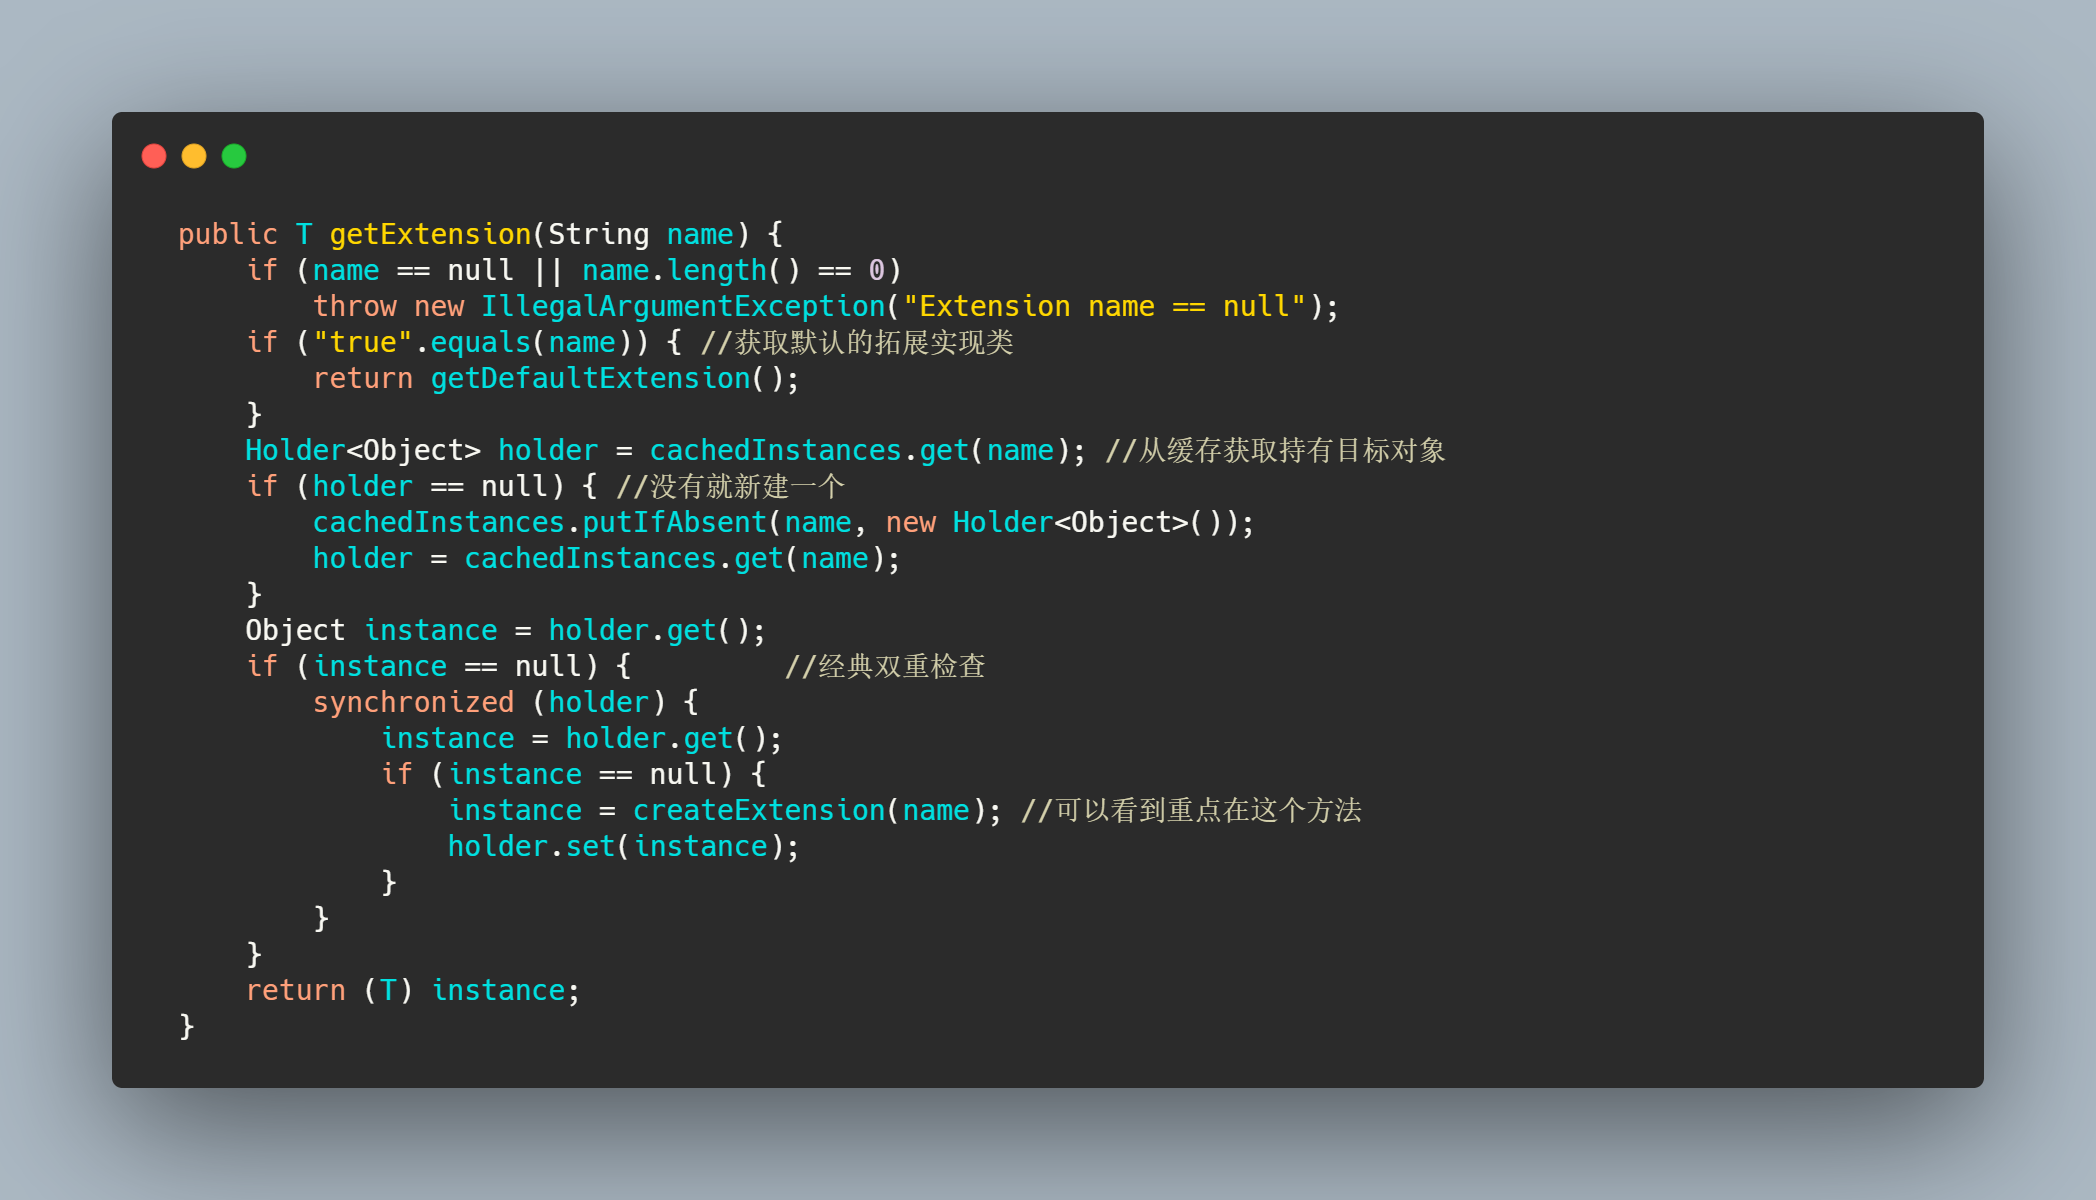 public T getExtension(String name) {
    if (name == null || name.length() == 0)
        throw new IllegalArgumentException("Extension name == null");
    if ("true".equals(name)) { //获取默认的拓展实现类
        return getDefaultExtension();
    }
    Holder<Object> holder = cachedInstances.get(name); //从缓存获取持有目标对象
    if (holder == null) { //没有就新建一个
        cachedInstances.putIfAbsent(name, new Holder<Object>());
        holder = cachedInstances.get(name);
    }
    Object instance = holder.get();
    if (instance == null) {         //经典双重检查
        synchronized (holder) {
            instance = holder.get();
            if (instance == null) {
                instance = createExtension(name); //可以看到重点在这个方法
                holder.set(instance);
            }
        }
    }
    return (T) instance;
}